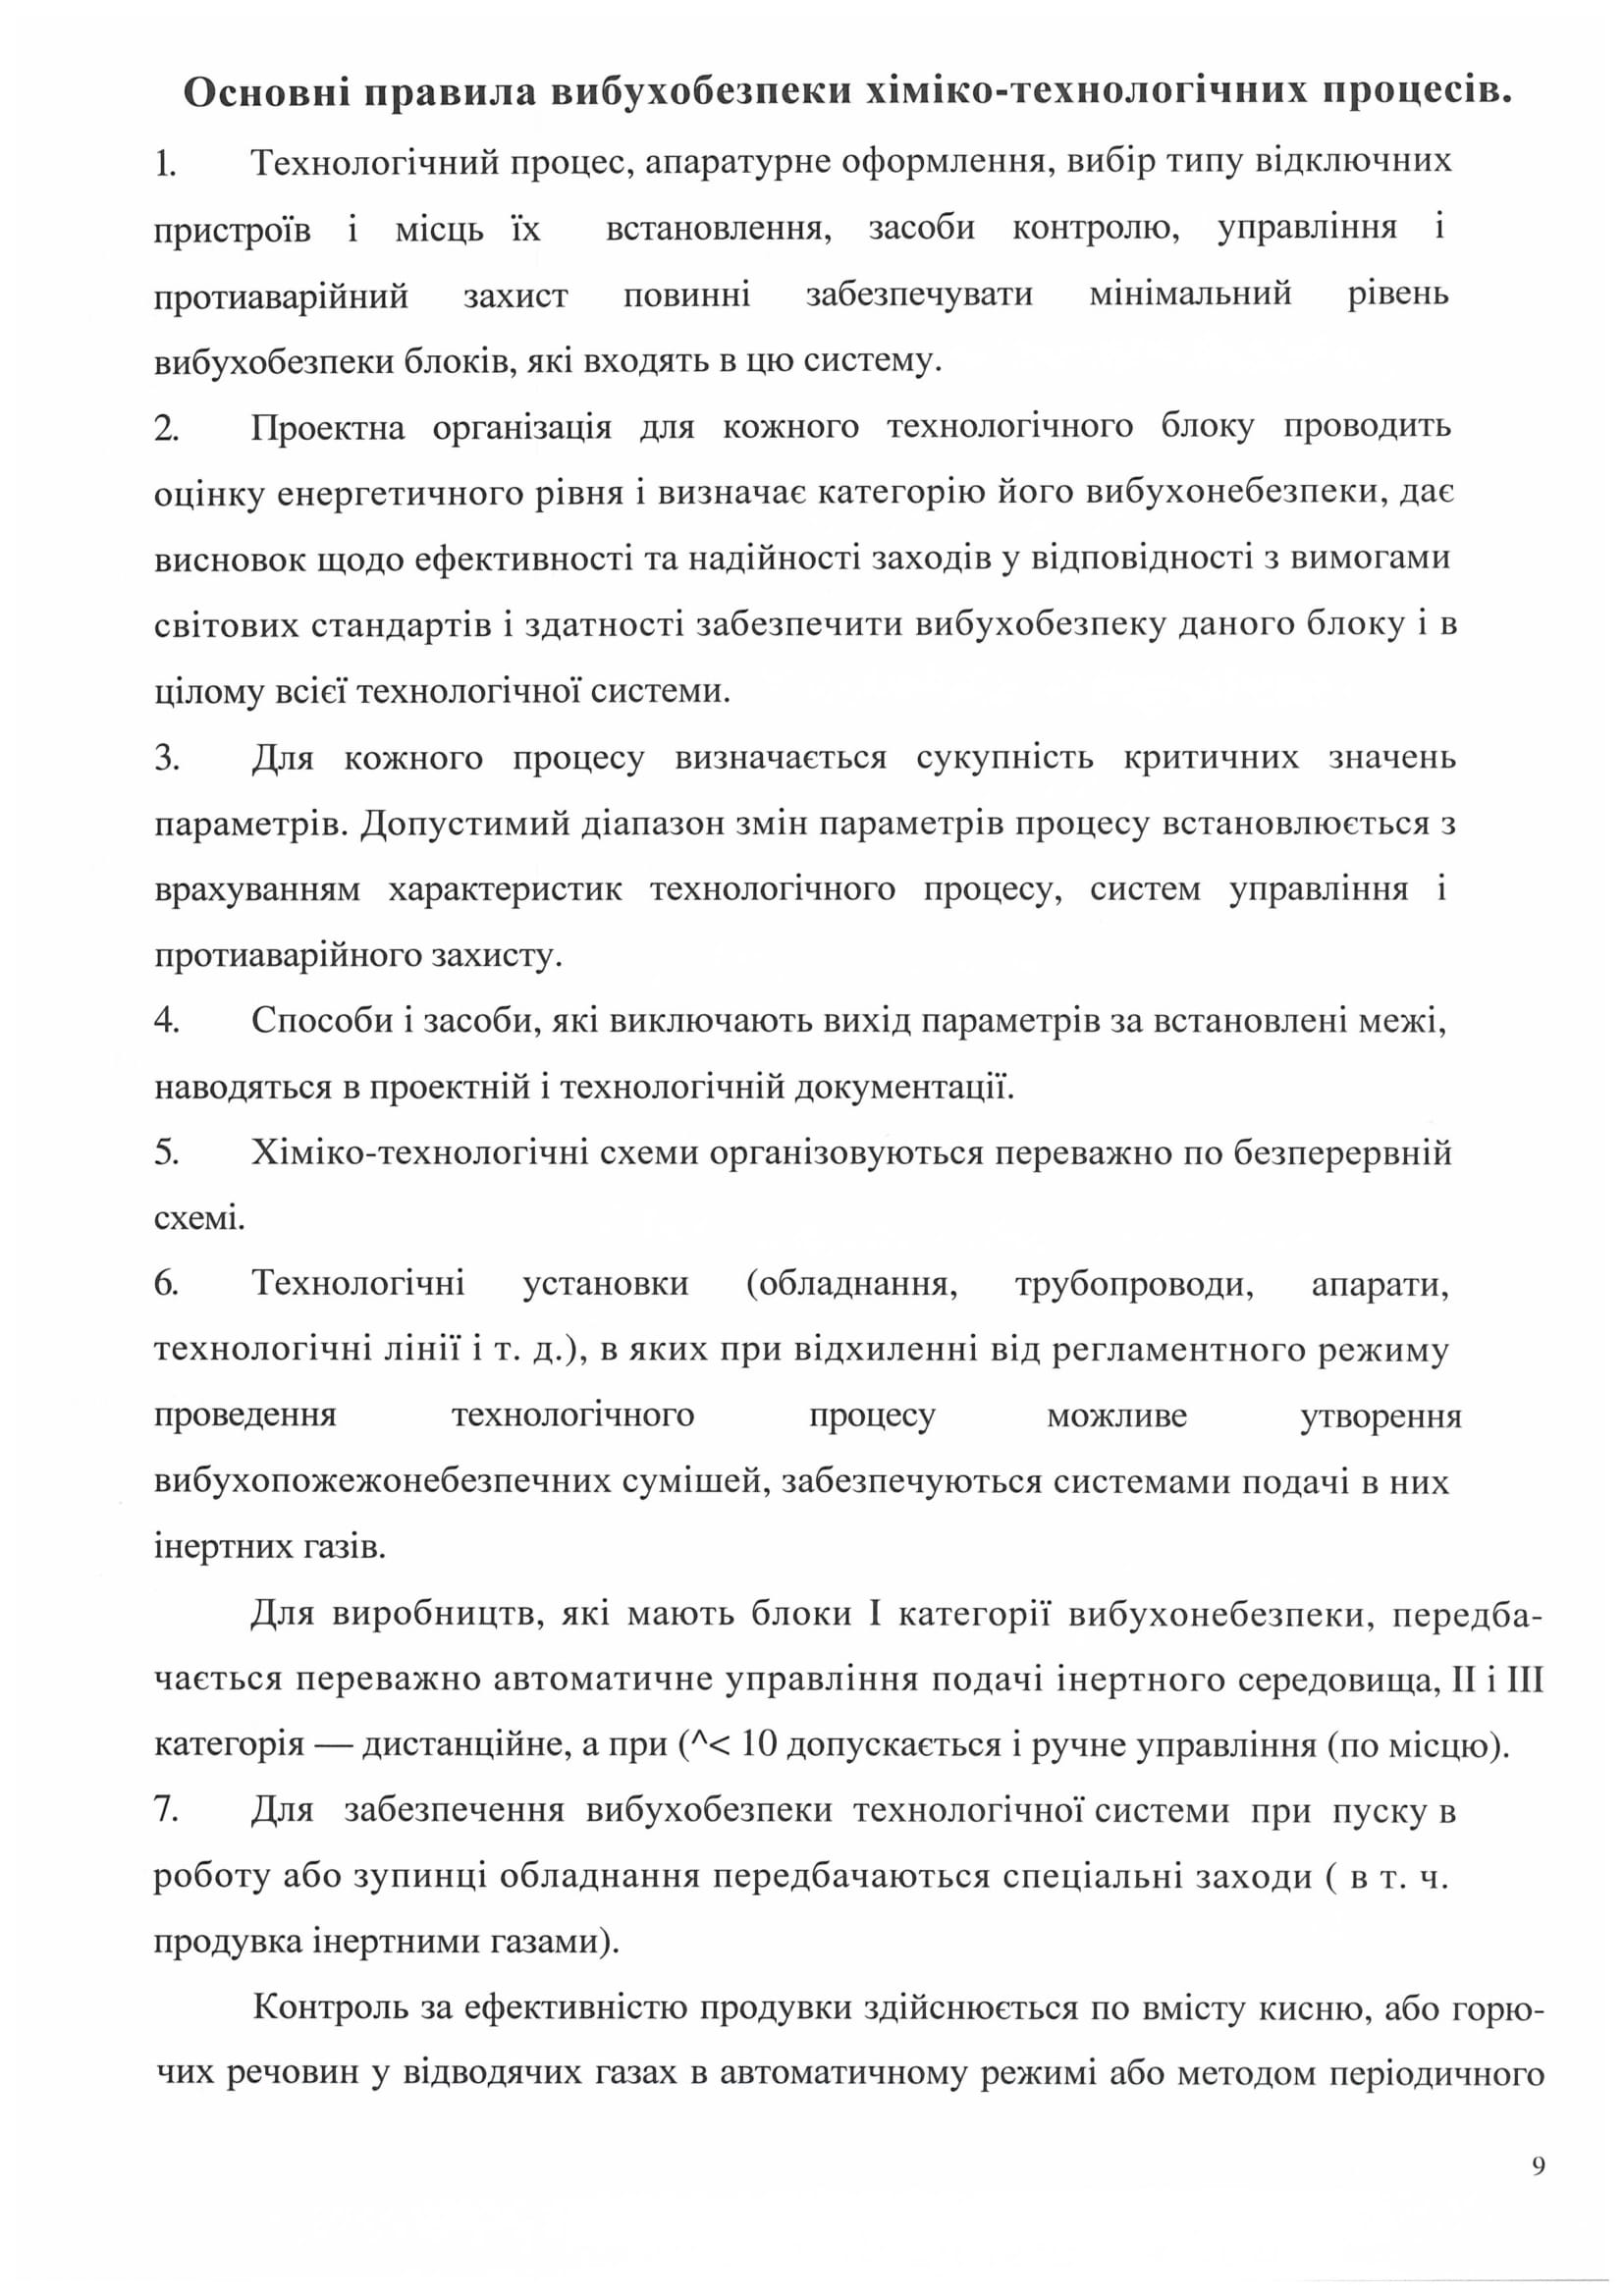 Основні правила вибухобезпеки хіміко-технологічних процесів.
1. Технологічний процес, апаратурне оформлення, вибір типу відключних
пристроїв і місць їх встановлення, засоби контролю, управління і
протиаварійний захист повинні забезпечувати мінімальний рівень
вибухобезпеки блоків, які входять в цю систему.
2. Проектна організація для кожного технологічного блоку проводить
оцінку енергетичного рівня і визначає категорію його вибухонебезпеки, дає
висновок щодо ефективності та надійності заходів у відповідності з вимогами
світових стандартів і здатності забезпечити вибухобезпеку даного блоку і в
цілому всієї технологічної системи.
3. Для кожного процесу визначається сукупність критичних значень
параметрів. Допустимий діапазон змін параметрів процесу встановлюється з
врахуванням характеристик технологічного процесу, систем управління і
протиаварійного захисту.
4. Способи і засоби, які виключають вихід параметрів за встановлені межі,
наводяться в проектній і технологічній документації.
5. Хіміко-технологічні схеми організовуються переважно по безперервній
схемі.
6. Технологічні установки (обладнання, трубопроводи, апарати,
технологічні лінії і т. д.), в яких при відхиленні від регламентного режиму
проведення технологічного процесу можливе утворення
вибухопожежонебезпечних сумішей, забезпечуються системами подачі в них
інертних газів.
Для виробництв, які мають блоки І категорії вибухонебезпеки, передба-
чається переважно автоматичне управління подачі інертного середовища, ІІ і ІІІ
категорія — дистанційне, а при (^< 10 допускається і ручне управління (по місцю).
7. Для забезпечення вибухобезпеки технологічної системи при пуску в
роботу або зупинці обладнання передбачаються спеціальні заходи ( в т. ч.
продувка інертними газами).
Контроль за ефективністю продувки здійснюється по вмісту кисню, або горю-
чих речовин у відводячих газах в автоматичному режимі або методом періодичного
9